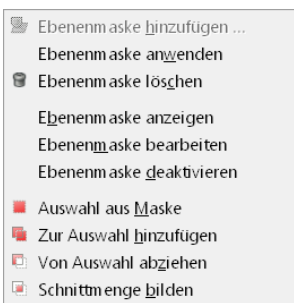 Ebenenmaske hinzufügen ...
Ebenenmaske anwenden
Ebenenmaske löschen
Ebenenmaske anzeigen
Ebenenmaske bearbeiten
Ebenenmaske deaktivieren
Auswahl aus Maske
Zur Auswahl hinzufügen
Von Auswahl abziehen
Schnittmenge bilden